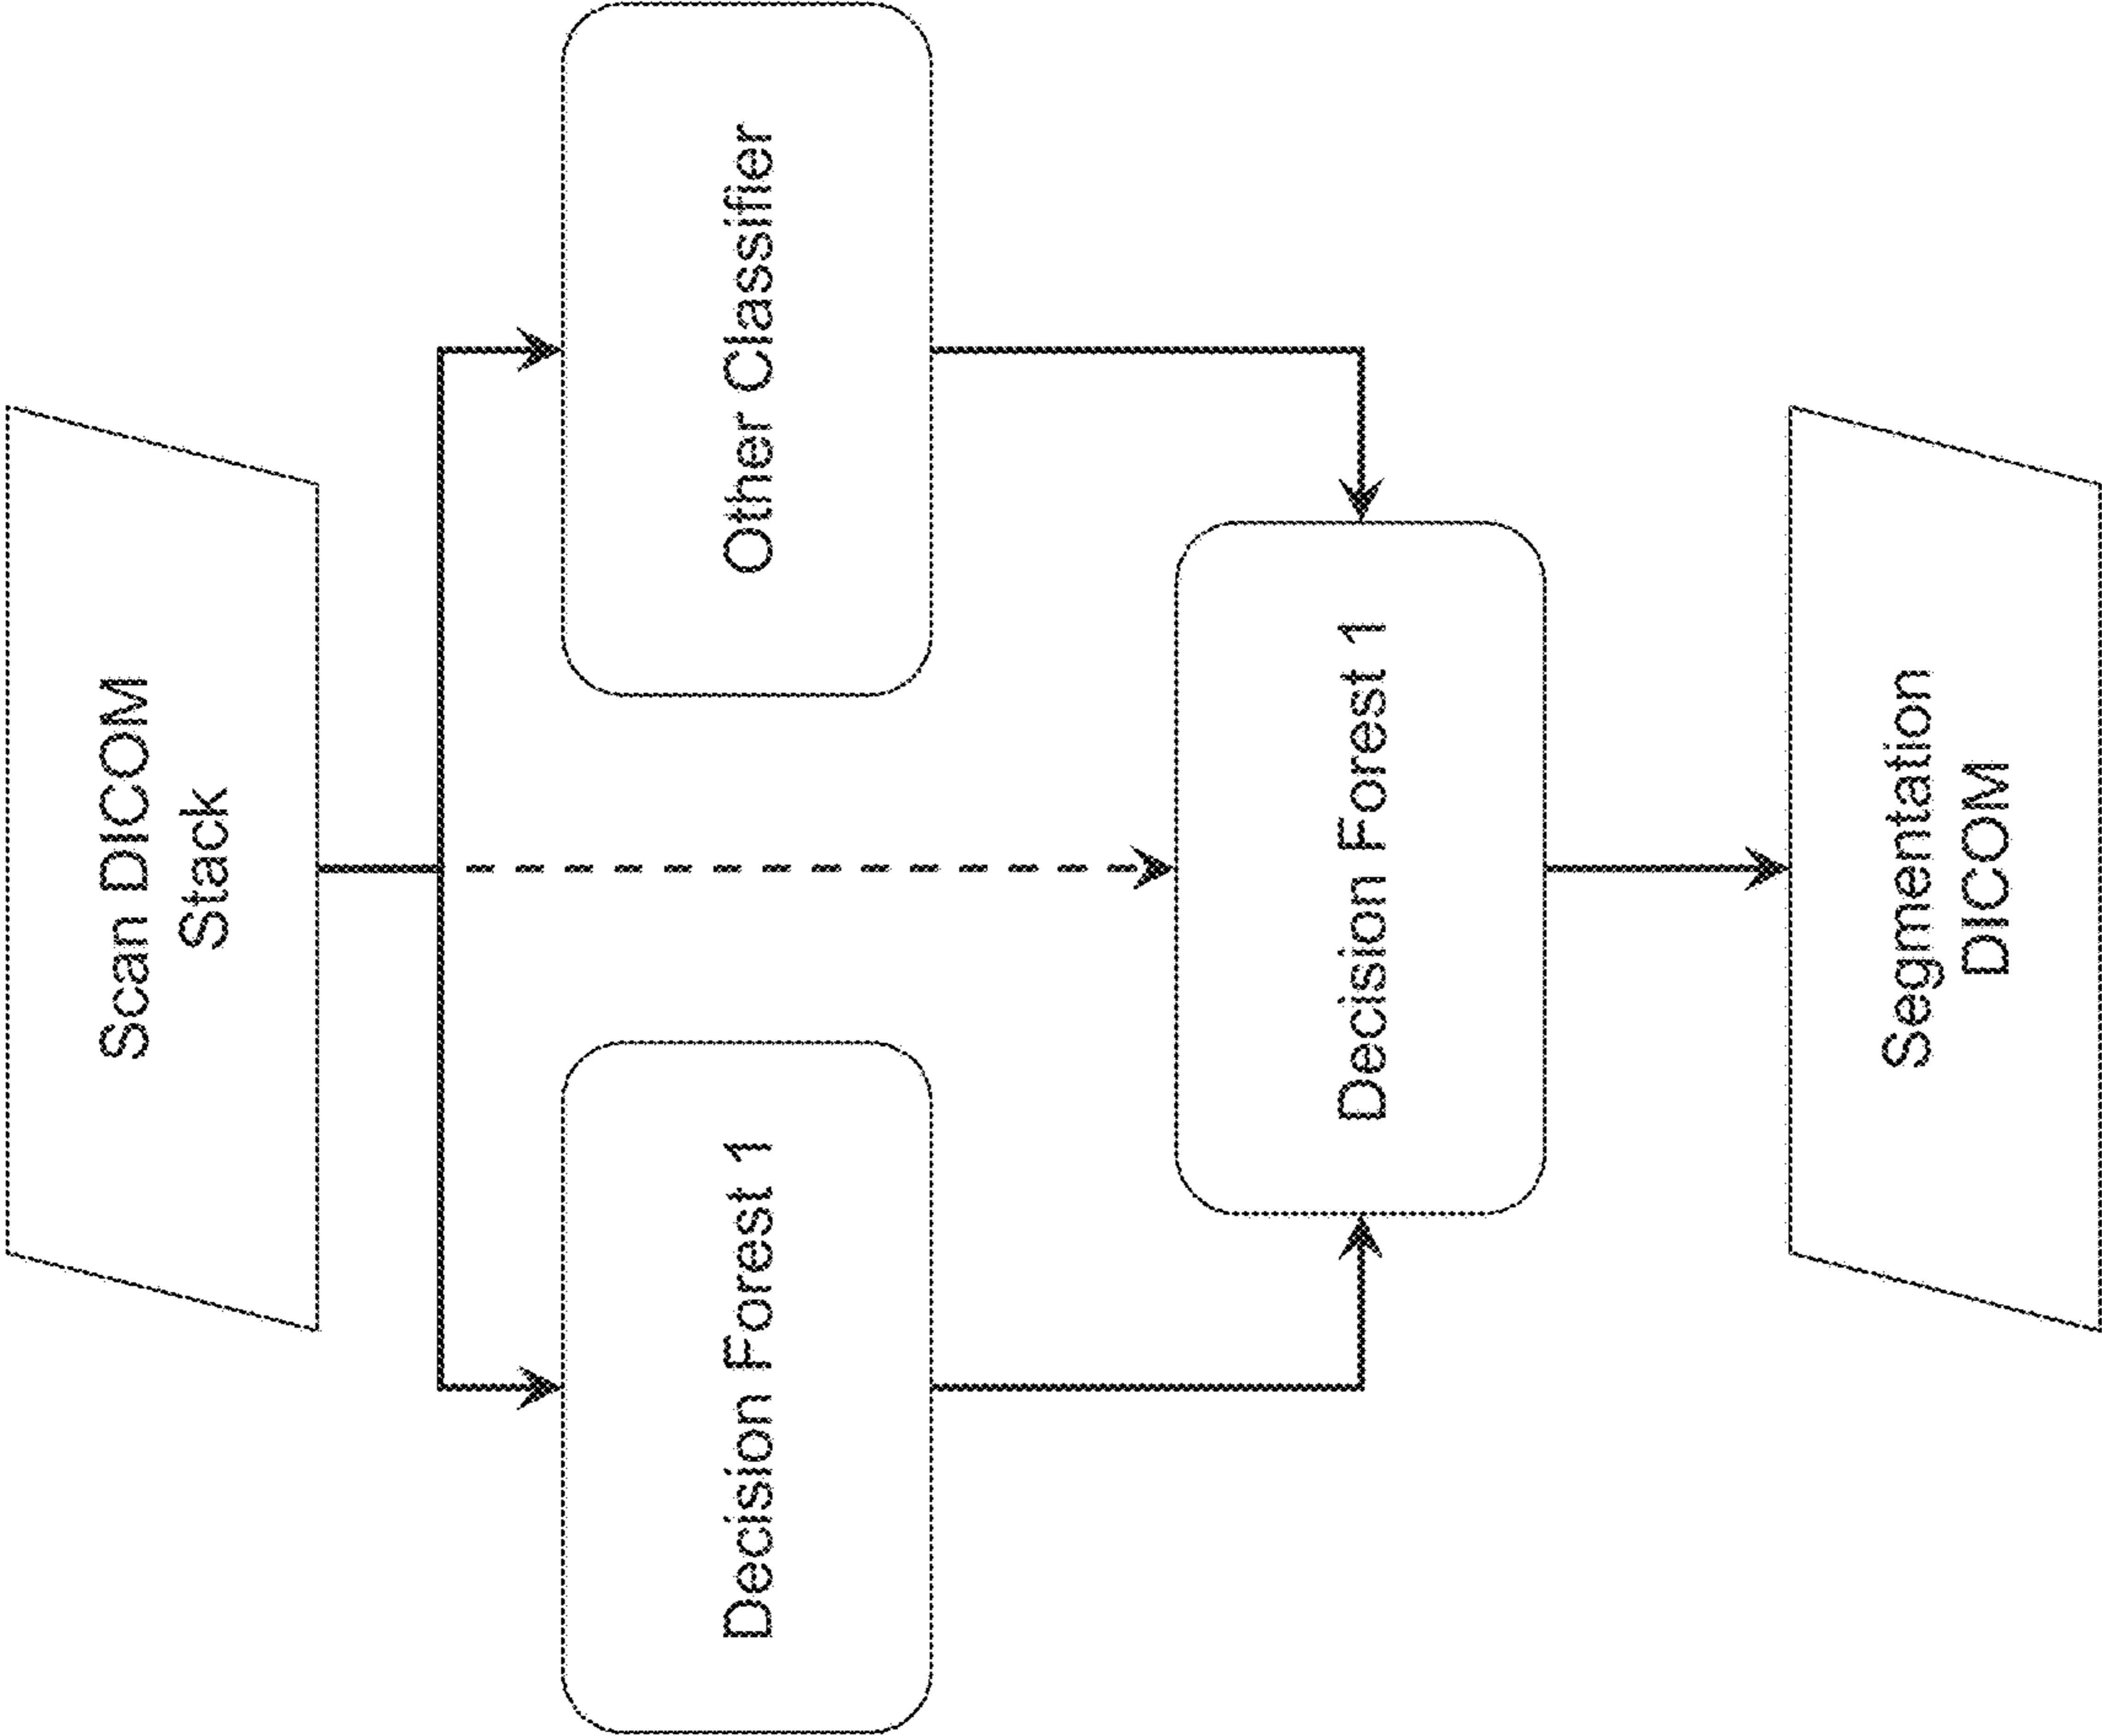 Scan DICOM
Stack
Decision Forest 1
Other Classifier
Decision Forest 1
Segmentation
DICOM